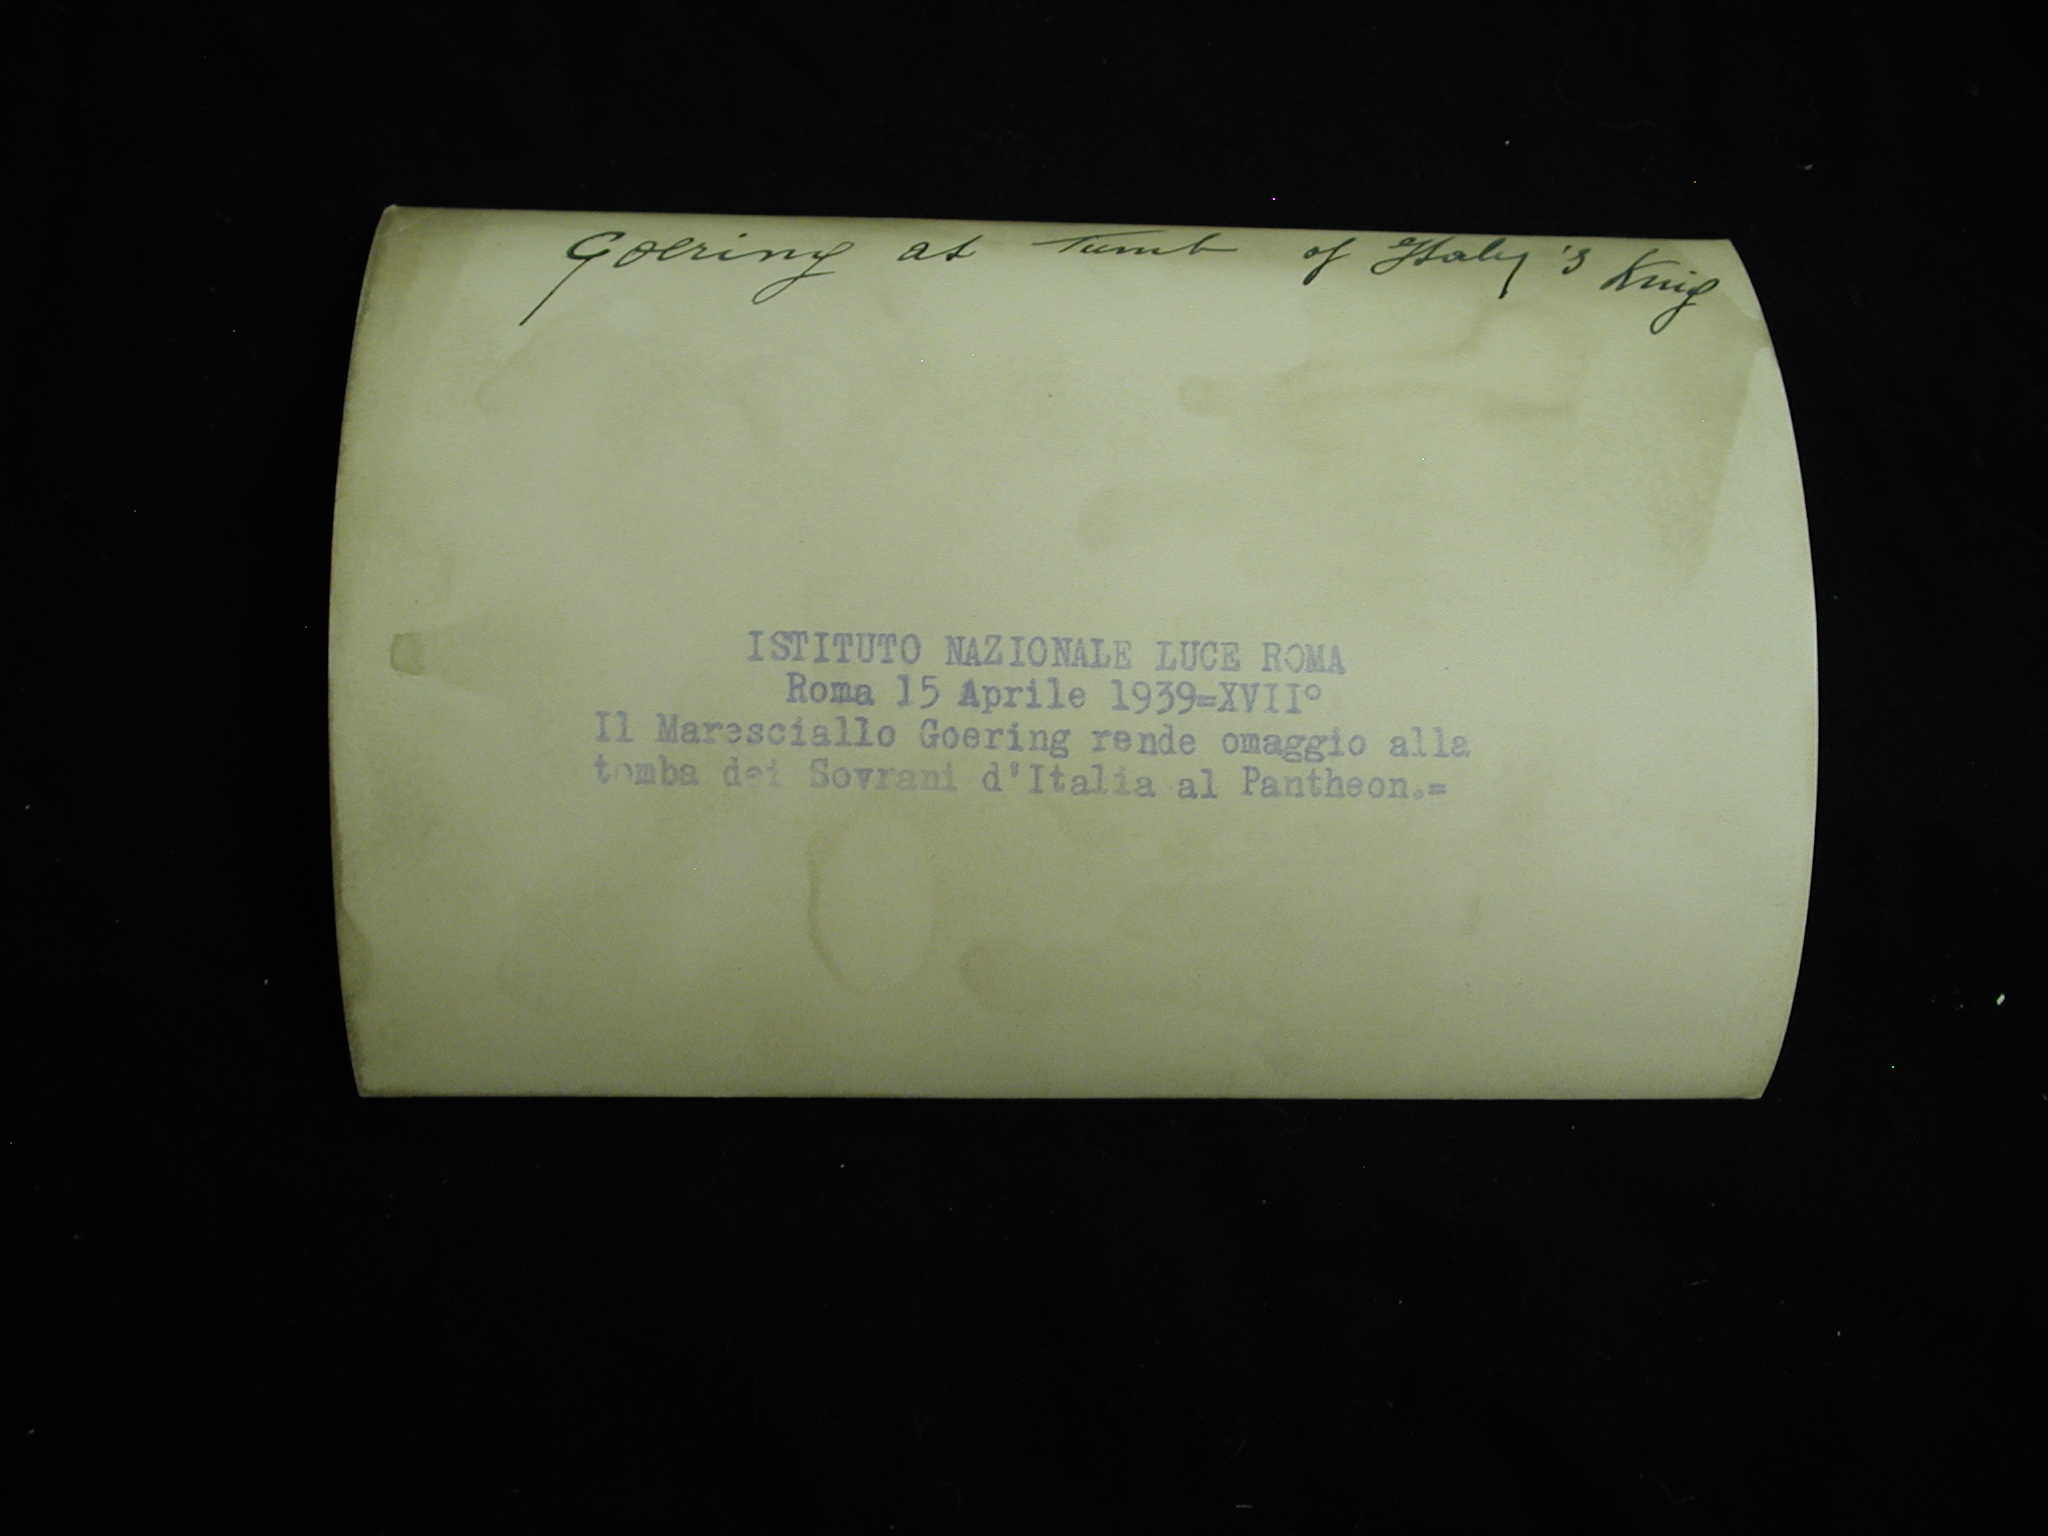 Goering at Tumb of Italy's King
ISTITUTO NAZIONALE LUCE ROMA
Roma 15 Aprile 1939=XVII°
Il Maresciallo Goering rende omaggio alla
tomba dei Sovrani d'Italia al Pantheon.=